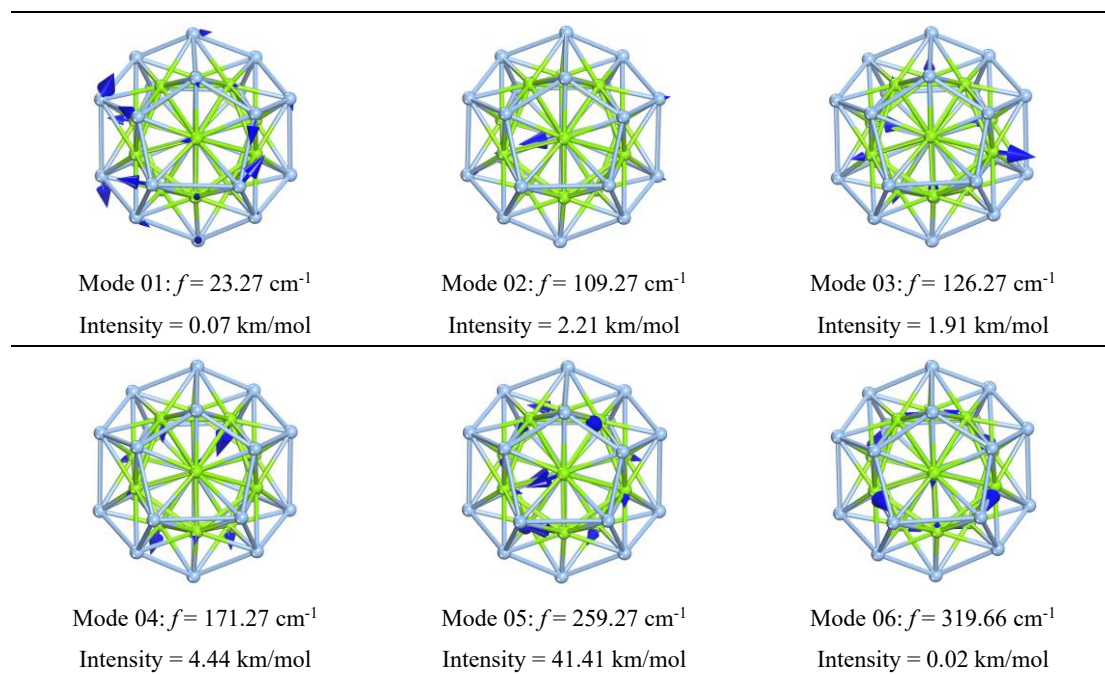 Mode 01: f = 23.27 cm⁻¹
Intensity = 0.07 km/mol
Mode 02: f = 109.27 cm⁻¹
Intensity = 2.21 km/mol
Mode 03: f = 126.27 cm⁻¹
Intensity = 1.91 km/mol
Mode 04: f = 171.27 cm⁻¹
Intensity = 4.44 km/mol
Mode 05: f = 259.27 cm⁻¹
Intensity = 41.41 km/mol
Mode 06: f = 319.66 cm⁻¹
Intensity = 0.02 km/mol